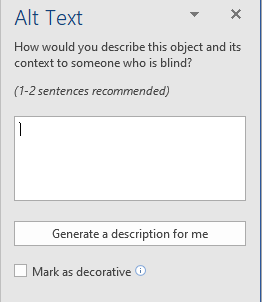 Alt Text
How would you describe this object and its
context to someone who is blind?
(1-2 sentences recommended)
Generate a description for me
Mark as decorative